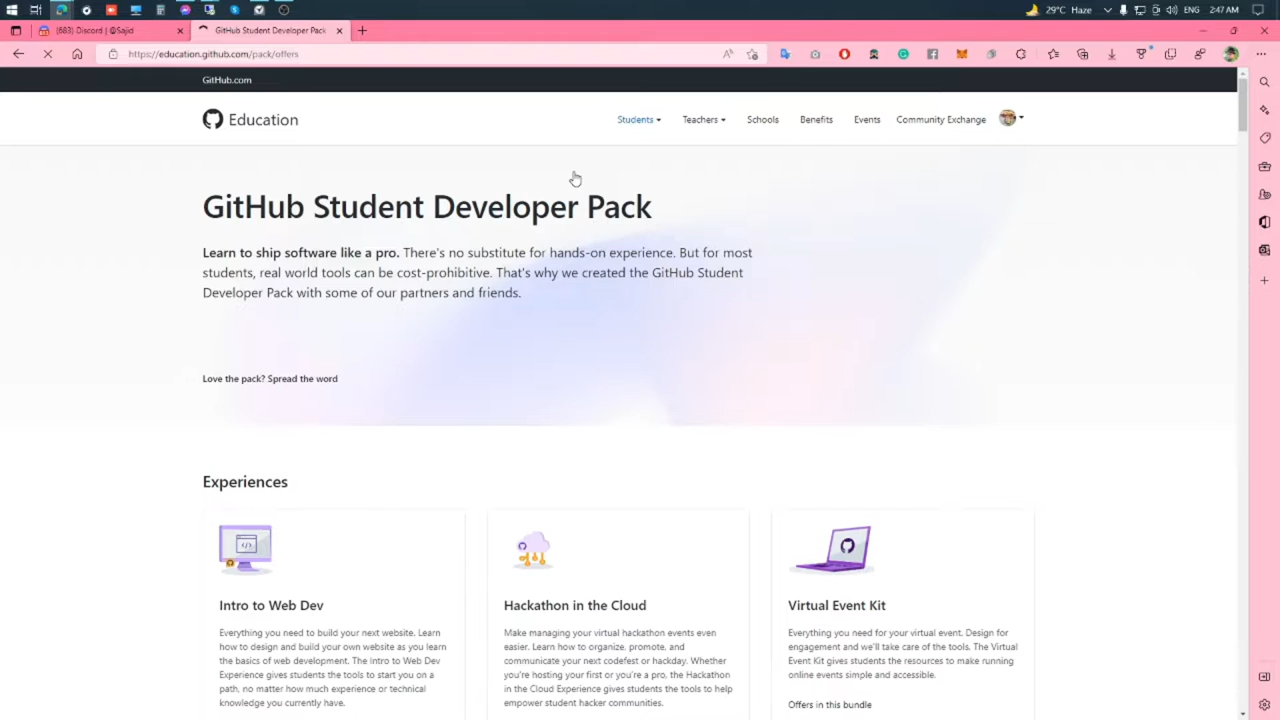 29°C Haze
ENG
2:47 AM
(683) Discord | @Sajid
GitHub Student Developer Pack
https://education.github.com/pack/offers
GitHub.com
Education
Students
Teachers
Schools
Benefits
Events
Community Exchange
GitHub Student Developer Pack
Learn to ship software like a pro. There's no substitute for hands-on experience. But for most
students, real world tools can be cost-prohibitive. That's why we created the GitHub Student
Developer Pack with some of our partners and friends.
Love the pack? Spread the word
Experiences
Intro to Web Dev
Everything you need to build your next website. Learn
how to design and build your own website as you learn
the basics of web development. The Intro to Web Dev
Experience gives students the tools to start you on a
path, no matter how much experience or technical
knowledge you currently have.
Hackathon in the Cloud
Make managing your virtual hackathon events even
easier. Learn how to organize, promote, and
communicate your next codefest or hackday. Whether
you're hosting your first or you're a pro, the Hackathon
in the Cloud Experience gives students the tools to help
empower student hacker communities.
Virtual Event Kit
Everything you need for your virtual event. Design for
engagement and we'll take care of the tools. The Virtual
Event Kit gives students the resources to make running
online events simple and accessible.
Offers in this bundle